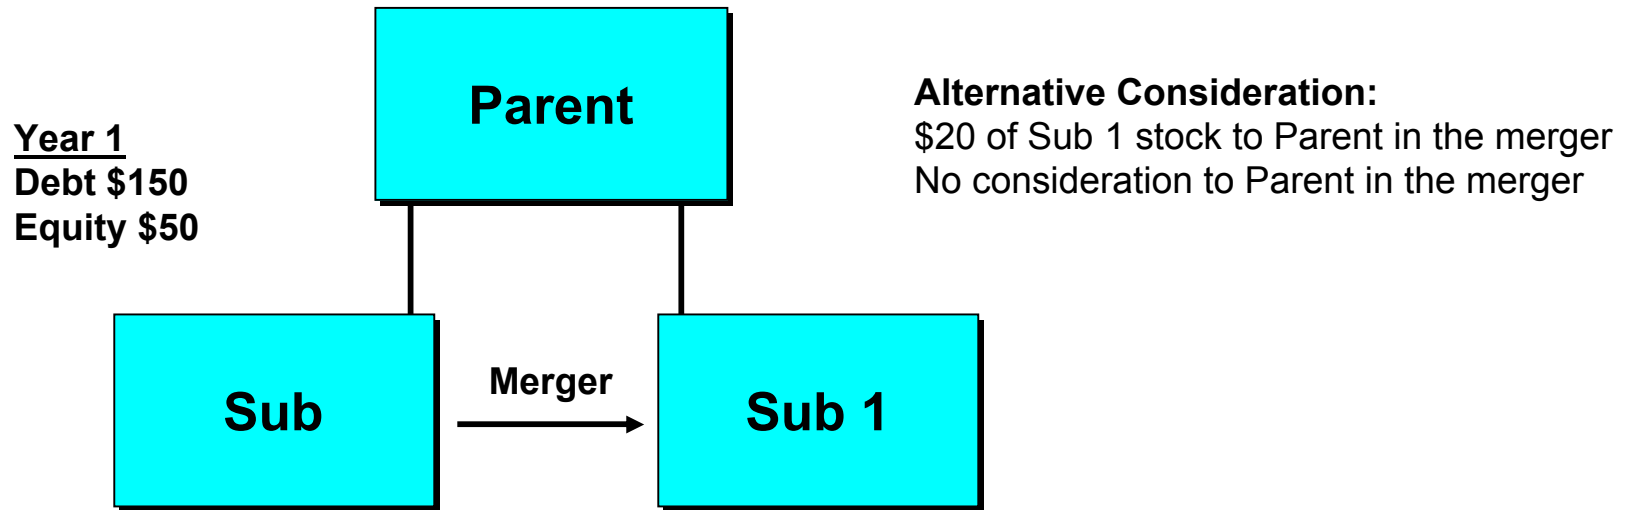 Parent
Alternative Consideration:
$20 of Sub 1 stock to Parent in the merger
No consideration to Parent in the merger
Year 1
Debt $150
Equity $50
Merger
Sub
Sub 1